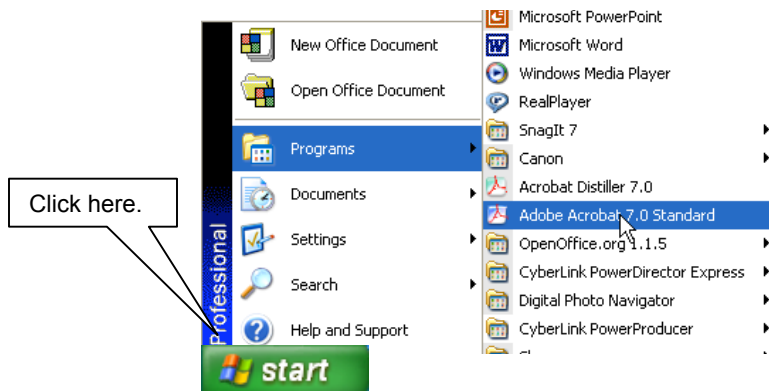 Click here.
Professional
New Office Document
Open Office Document
Programs
Documents
Settings
Search
Help and Support
start
Microsoft PowerPoint
Microsoft Word
Windows Media Player
RealPlayer
SnagIt 7
Canon
Acrobat Distiller 7.0
Adobe Acrobat 7.0 Standard
OpenOffice.org 1.1.5
CyberLink PowerDirector Express
Digital Photo Navigator
CyberLink PowerProducer